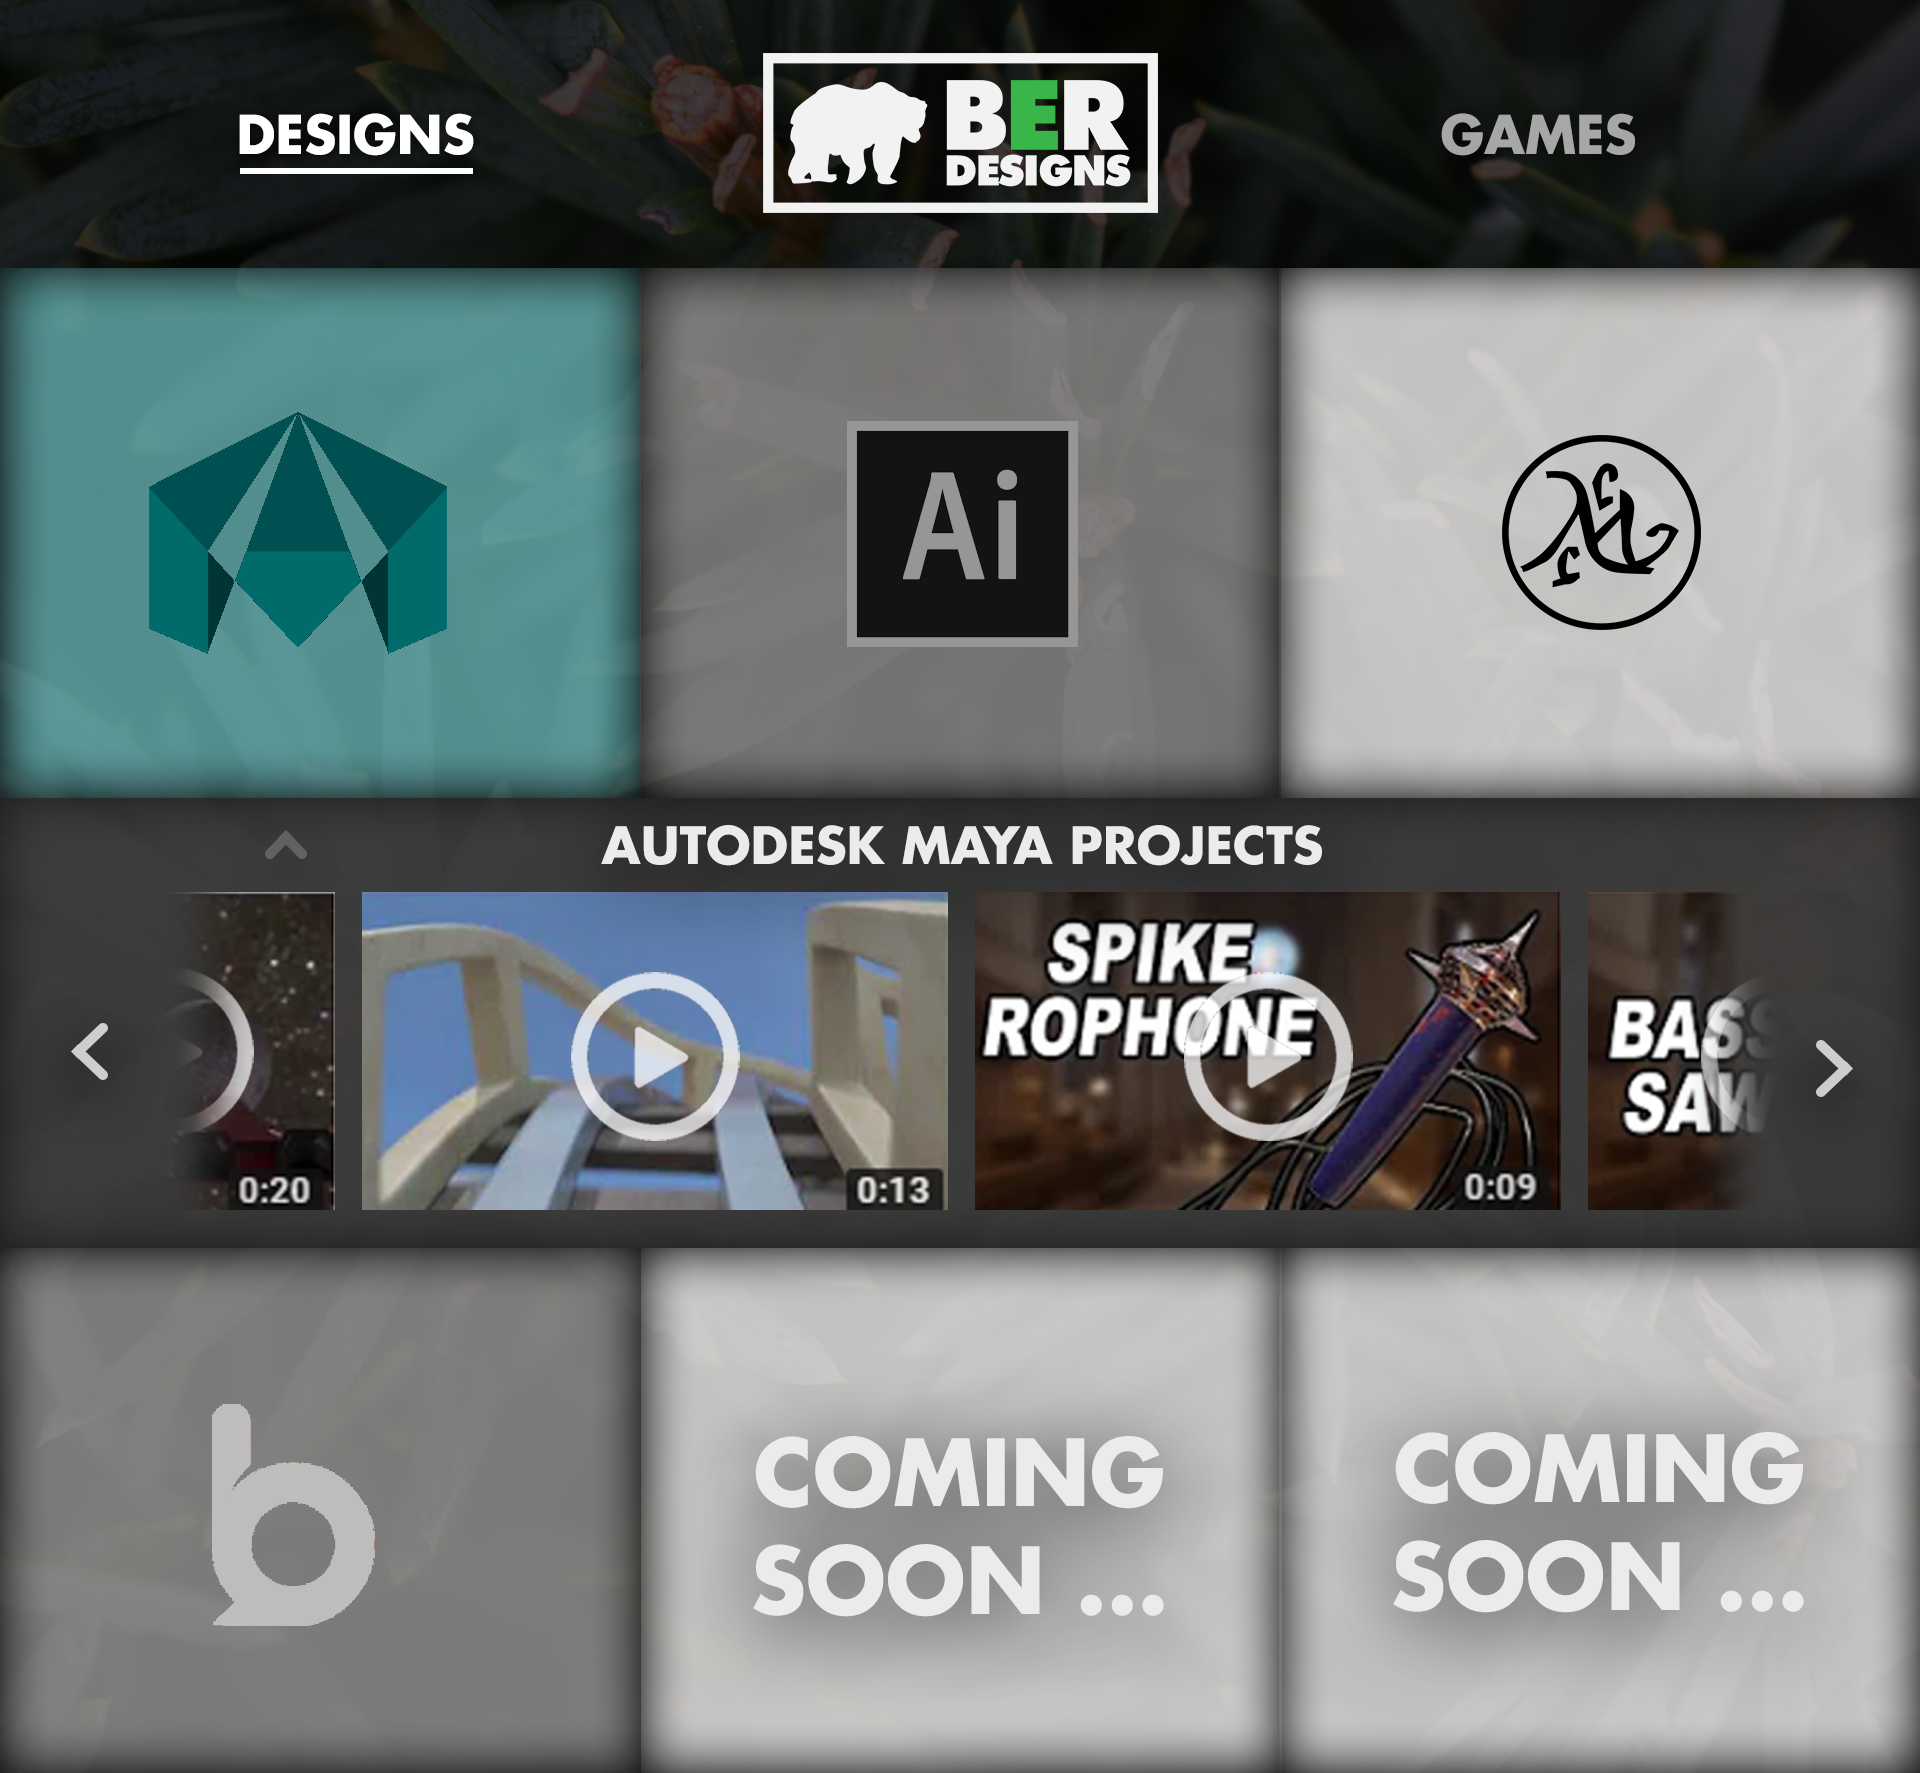 DESIGNS
BER
DESIGNS
GAMES
Ai
AUTODESK MAYA PROJECTS
0:20
0:13
SPIKE
ROPHONE
0:09
BASS
SAW
b
COMING
SOON ...
COMING
SOON ...